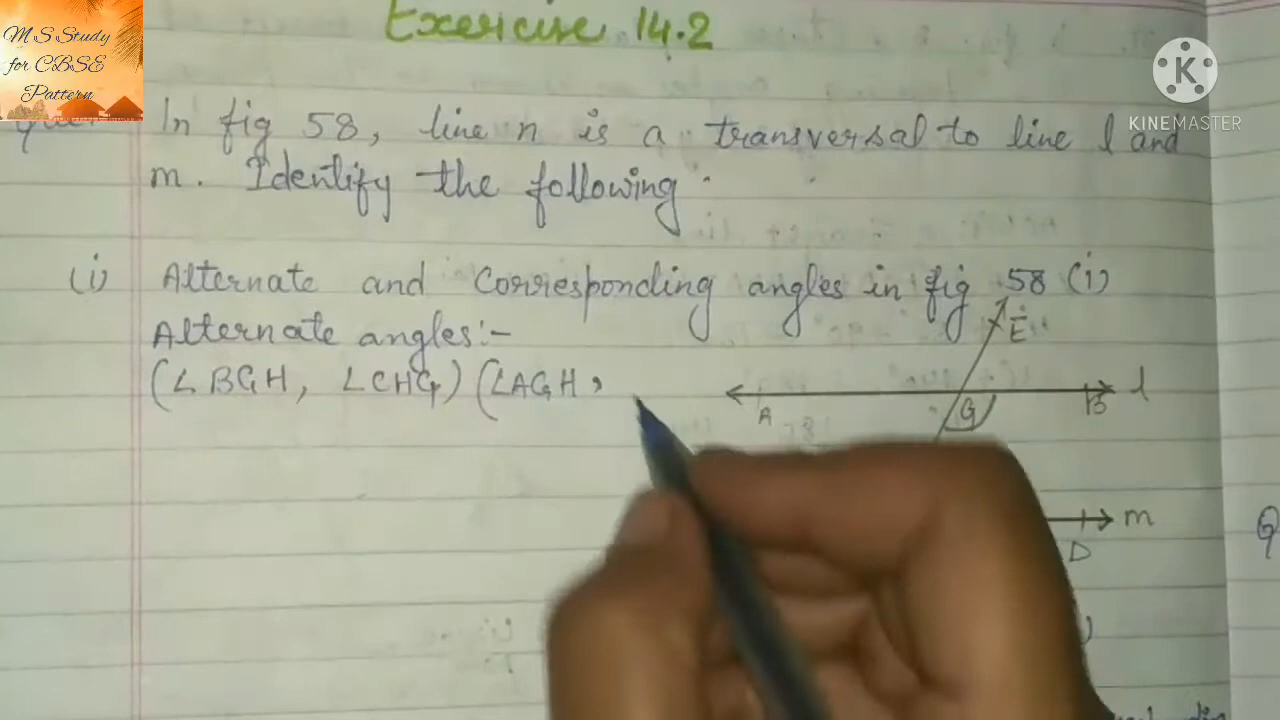 M S Study
for CBSE
Pattern
KINEMASTER
Exercise 14.2
In fig 58, line n is a transversal to line l and
m. Identify the following
(i) Alternate and Corresponding angles in fig 58 (i)
Alternate angles:-
(∠BGH, ∠CHG) (∠AGH,
E
A
G
B
l
m
D
Q